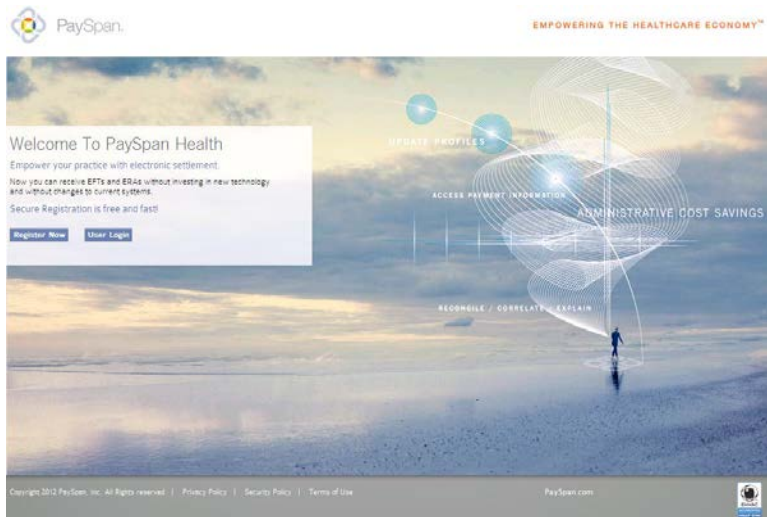 PaySpan.
EMPOWERING THE HEALTHCARE ECONOMY™
Welcome To PaySpan Health
Empower your practice with electronic settlement.
Now you can receive EFTs and ERAs without investing in new technology
and without changes to current systems.
Secure Registration is free and fast!
Register Now User Login
UPDATE PROFILES
ACCESS PAYMENT INFORMATION
ADMINISTRATIVE COST SAVINGS
RECONCILE / CORRELATE / EXPLAIN
Copyright 2012 PaySpan, Inc. All Rights reserved | Privacy Policy | Security Policy | Terms of Use
PaySpan.com